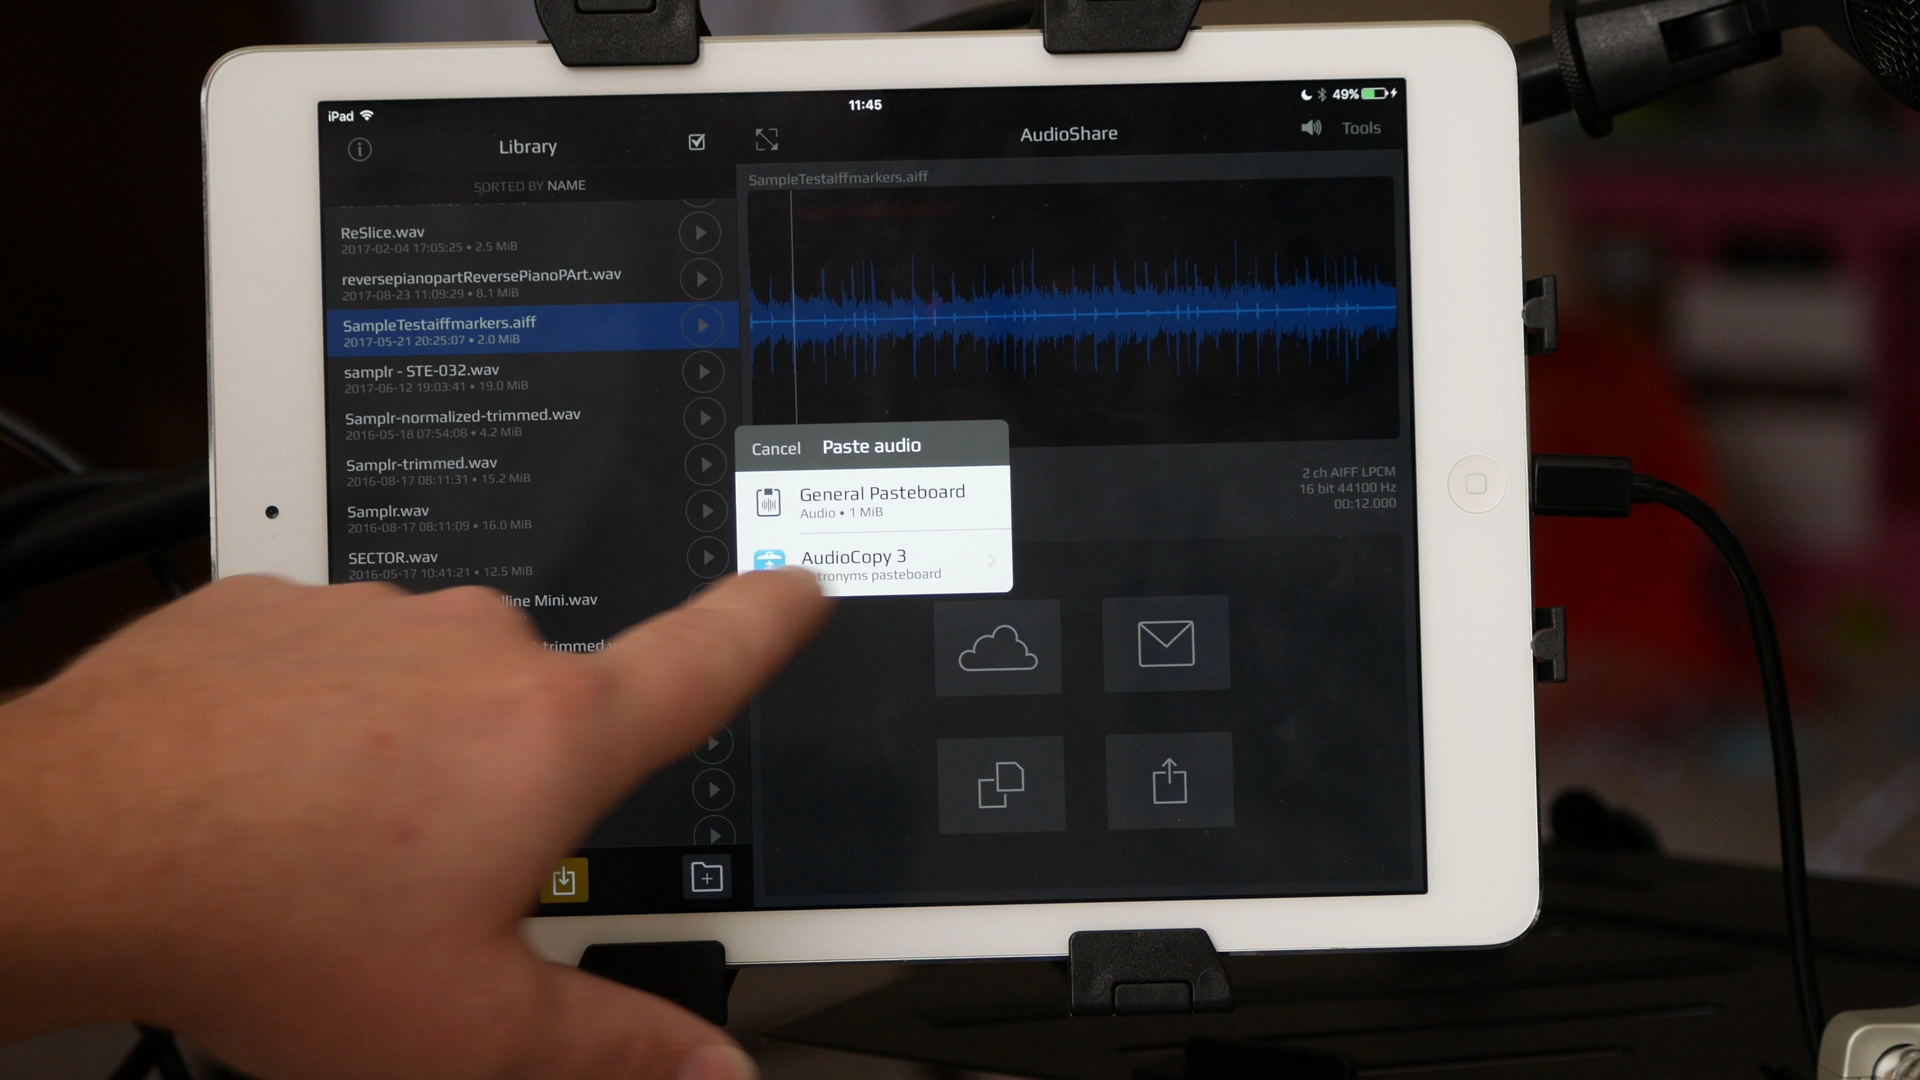 iPad
11:45
49%
Library
AudioShare
Tools
SORTED BY NAME
SampleTestaiffmarkers.aiff
ReSlice.wav
2017-02-04 17:05:25 • 2.5 MiB
reversepianopartReversePianoPArt.wav
2017-08-23 11:09:29 • 8.1 MiB
SampleTestaiffmarkers.aiff
2017-05-21 20:25:07 • 2.0 MiB
samplr - STE-032.wav
2017-06-12 19:03:41 • 19.0 MiB
Samplr-normalized-trimmed.wav
2016-05-18 07:54:08 • 4.2 MiB
Samplr-trimmed.wav
2016-08-17 08:11:31 • 15.2 MiB
Samplr.wav
2016-08-17 08:11:09 • 16.0 MiB
SECTOR.wav
2016-05-17 10:41:21 • 12.5 MiB
Mini.wav
Cancel
Paste audio
General Pasteboard
Audio • 1 MiB
AudioCopy 3
pasteboard
2 ch AIFF LPCM
16 bit 44100 Hz
00:12.000